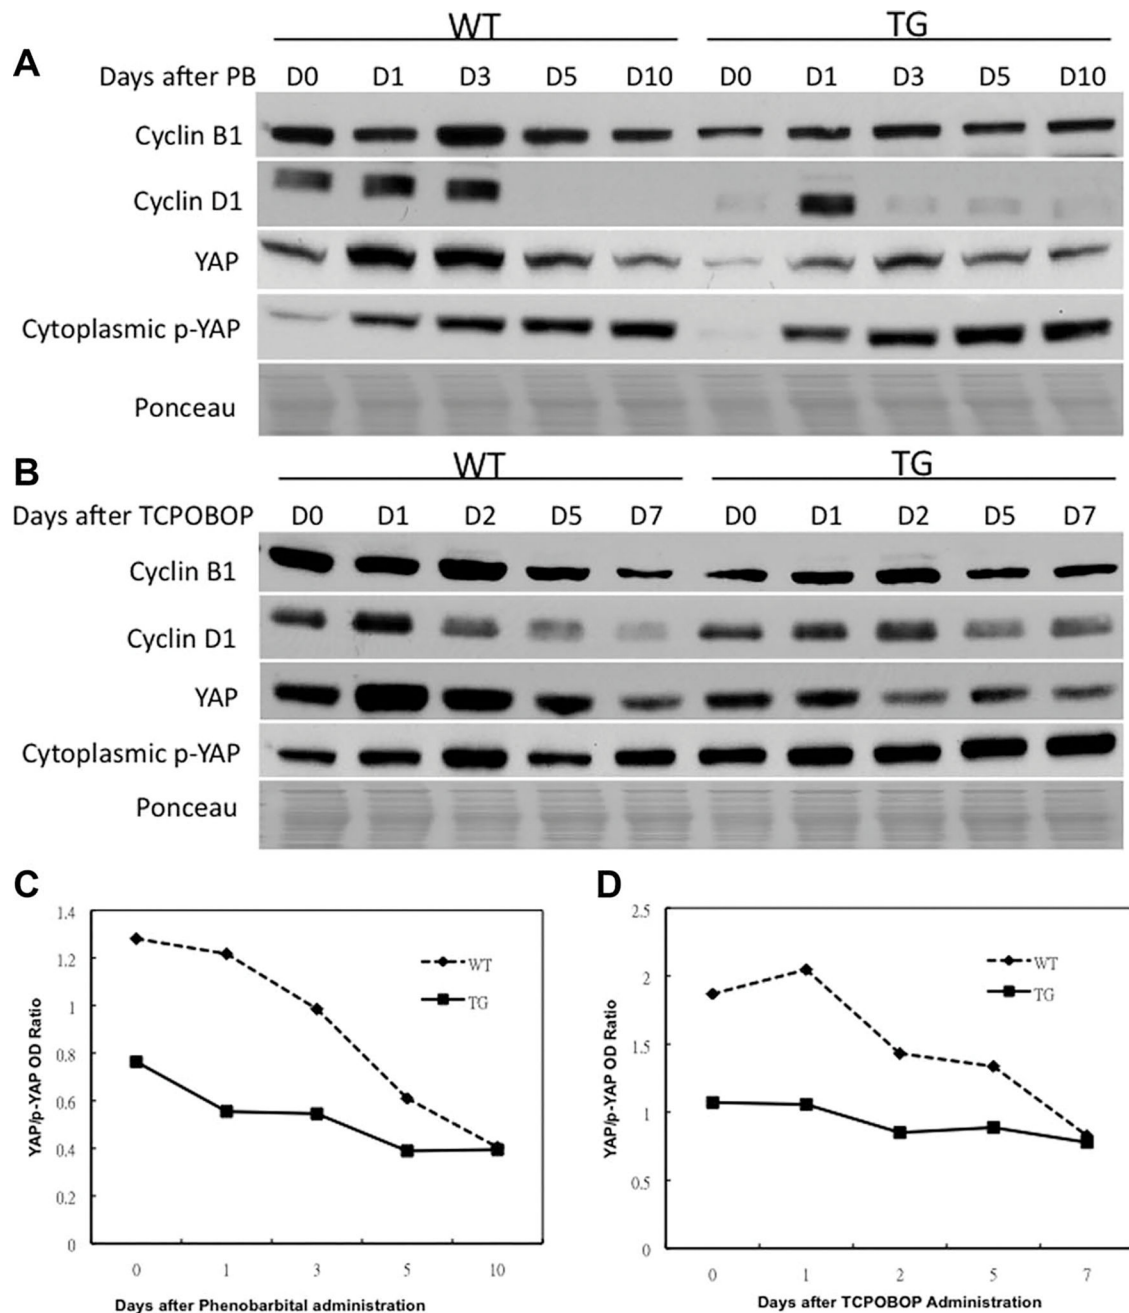 WT TG
A
Days after PB D0 D1 D3 D5 D10 D0 D1 D3 D5 D10
Cyclin B1
Cyclin D1
YAP
Cytoplasmic p-YAP
Ponceau
B
WT TG
Days after TCPOBOP D0 D1 D2 D5 D7 D0 D1 D2 D5 D7
Cyclin B1
Cyclin D1
YAP
Cytoplasmic p-YAP
Ponceau
C
YAP/p-YAP OD Ratio
1.4
1.2
1
0.8
0.6
0.4
0.2
0
WT
TG
0 1 3 5 10
Days after Phenobarbital administration
D
YAP/p-YAP OD Ratio
2.5
2
1.5
1
0.5
0
WT
TG
0 1 2 5 7
Days after TCPOBOP Administration